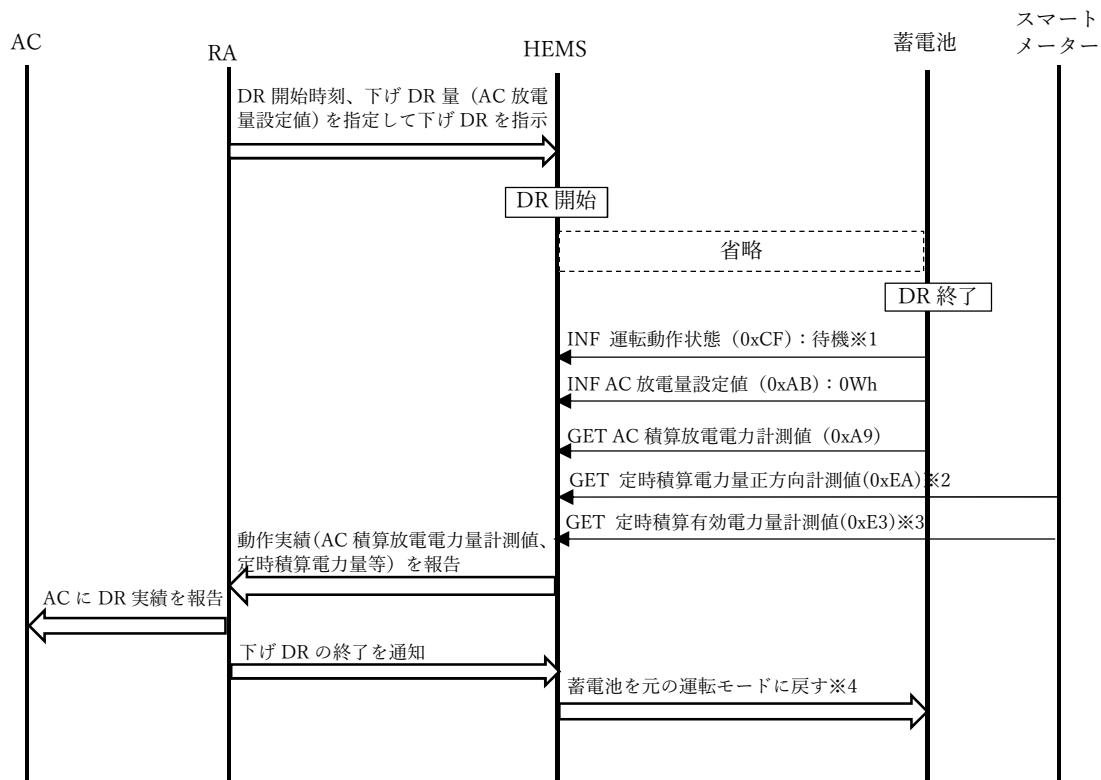 AC
RA
HEMS
蓄電池
スマート
メーター
DR 開始時刻、下げ DR 量（AC 放電
量設定値）を指定して下げ DR を指示
DR 開始
省略
DR 終了
INF 運転動作状態（0xCF）：待機※1
INF AC 放電量設定値（0xAB）：0Wh
GET AC 積算放電電力計測値（0xA9）
GET 定時積算電力量正方向計測値(0xEA)※2
GET 定時積算有効電力量計測値(0xE3)※3
動作実績(AC 積算放電電力量計測値、
定時積算電力量等）を報告
AC に DR 実績を報告
下げ DR の終了を通知
蓄電池を元の運転モードに戻す※4